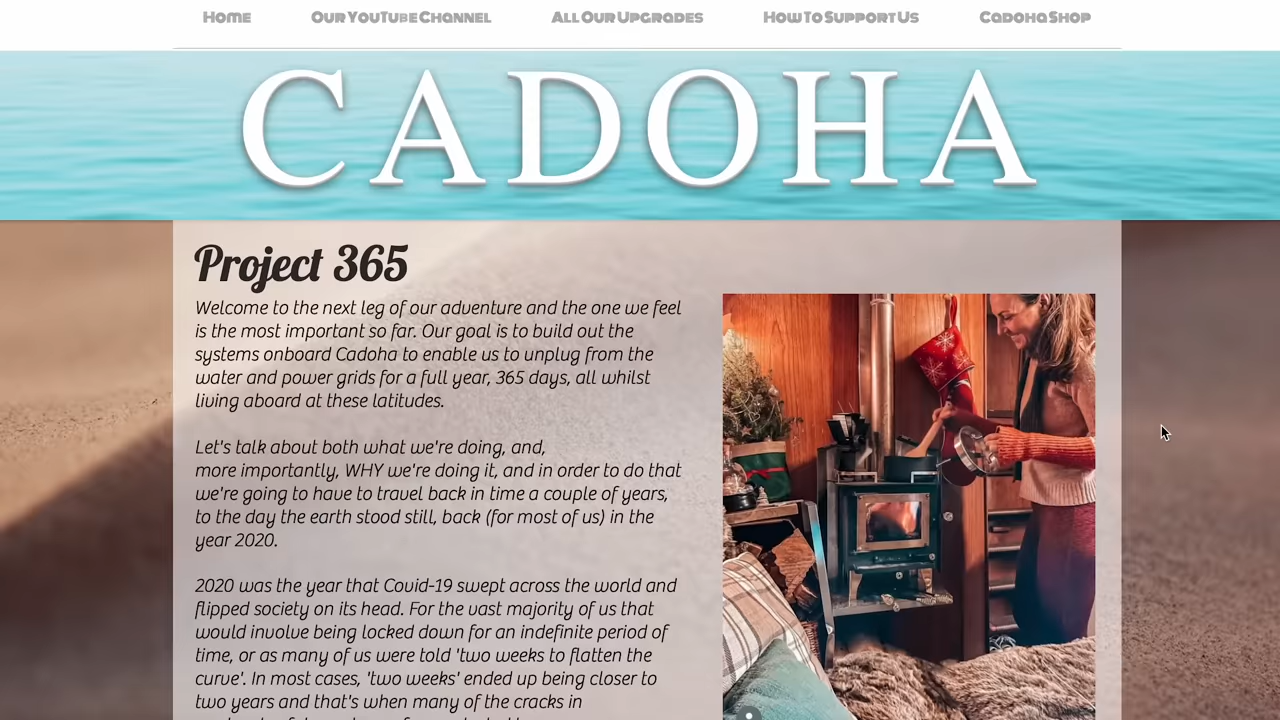 Home Our YouTube Channel All Our Upgrades How To Support Us Cadoha Shop
CADOHA
Project 365
Welcome to the next leg of our adventure and the one we feel
is the most important so far. Our goal is to build out the
systems onboard Cadoha to enable us to unplug from the
water and power grids for a full year, 365 days, all whilst
living aboard at these latitudes.
Let's talk about both what we're doing, and,
more importantly, WHY we're doing it, and in order to do that
we're going to have to travel back in time a couple of years,
to the day the earth stood still, back (for most of us) in the
year 2020.
2020 was the year that Covid-19 swept across the world and
flipped society on its head. For the vast majority of us that
would involve being locked down for an indefinite period of
time, or as many of us were told 'two weeks to flatten the
curve'. In most cases, 'two weeks' ended up being closer to
two years and that's when many of the cracks in